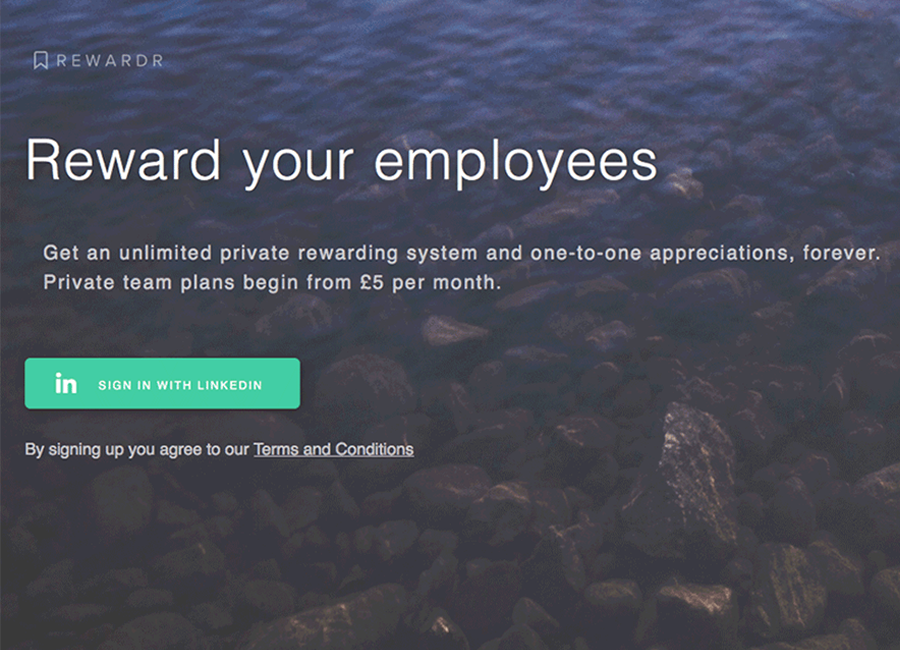 REWARDR
Reward your employees
Get an unlimited private rewarding system and one-to-one appreciations, forever.
Private team plans begin from £5 per month.
in SIGN IN WITH LINKEDIN
By signing up you agree to our Terms and Conditions